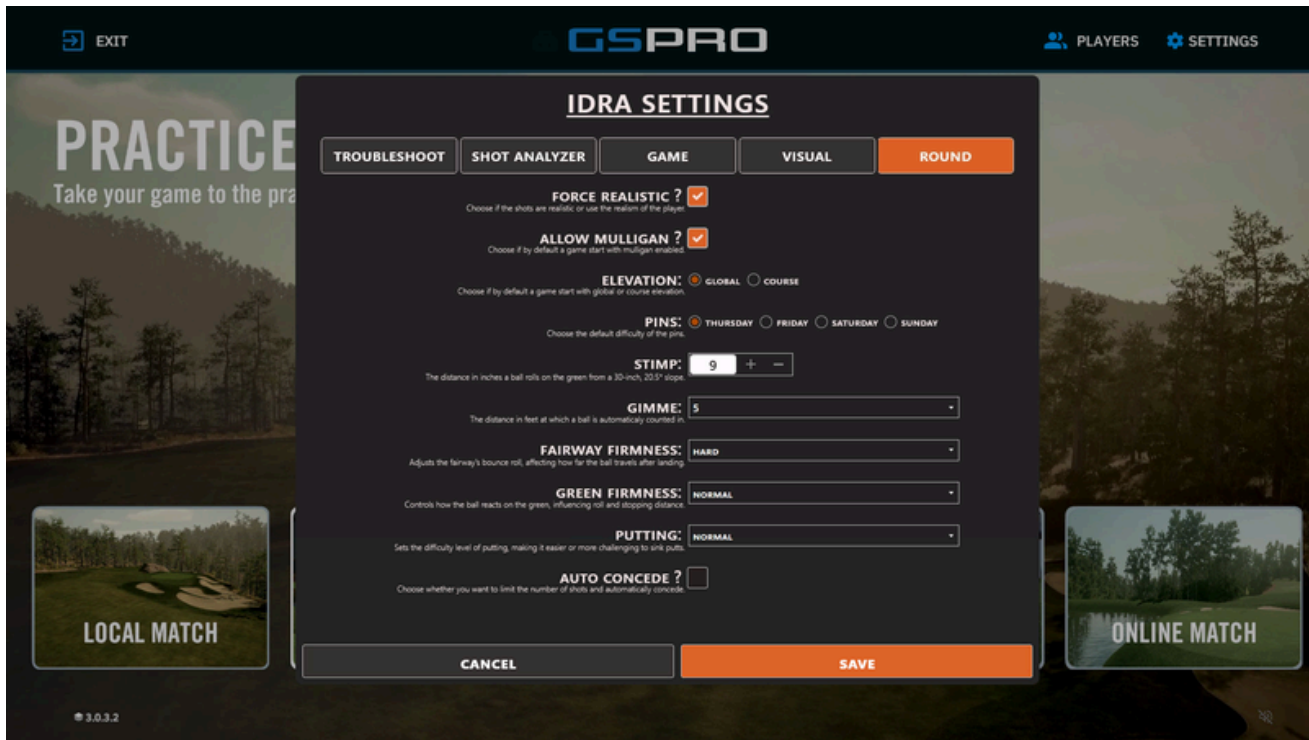 EXIT
GSPRO
PLAYERS
SETTINGS
PRACTICE
Take your game to the pra
IDRA SETTINGS
TROUBLESHOOT
SHOT ANALYZER
GAME
VISUAL
ROUND
FORCE REALISTIC ?
Choose if the shots are realistic or use the realism of the player.
ALLOW MULLIGAN ?
Choose if by default a game start with mulligan enabled.
ELEVATION: GLOBAL COURSE
Choose if by default a game start with global or course elevation.
PINS: THURSDAY FRIDAY SATURDAY SUNDAY
Choose the default difficulty of the pins.
STIMP: 9 + −
The distance in inches a ball rolls on the green from a 30-inch, 20.5° slope.
GIMME: 5
The distance in feet at which a ball is automaticaly counted in.
FAIRWAY FIRMNESS: HARD
Adjusts the fairway's bounce roll, affecting how far the ball travels after landing.
GREEN FIRMNESS: NORMAL
Controls how the ball reacts on the green, influencing roll and stopping distance.
PUTTING: NORMAL
Sets the difficulty level of putting, making it easier or more challenging to sink putts.
AUTO CONCEDE ?
Choose whether you want to limit the number of shots and automatically concede.
LOCAL MATCH
ONLINE MATCH
CANCEL
SAVE
3.0.3.2